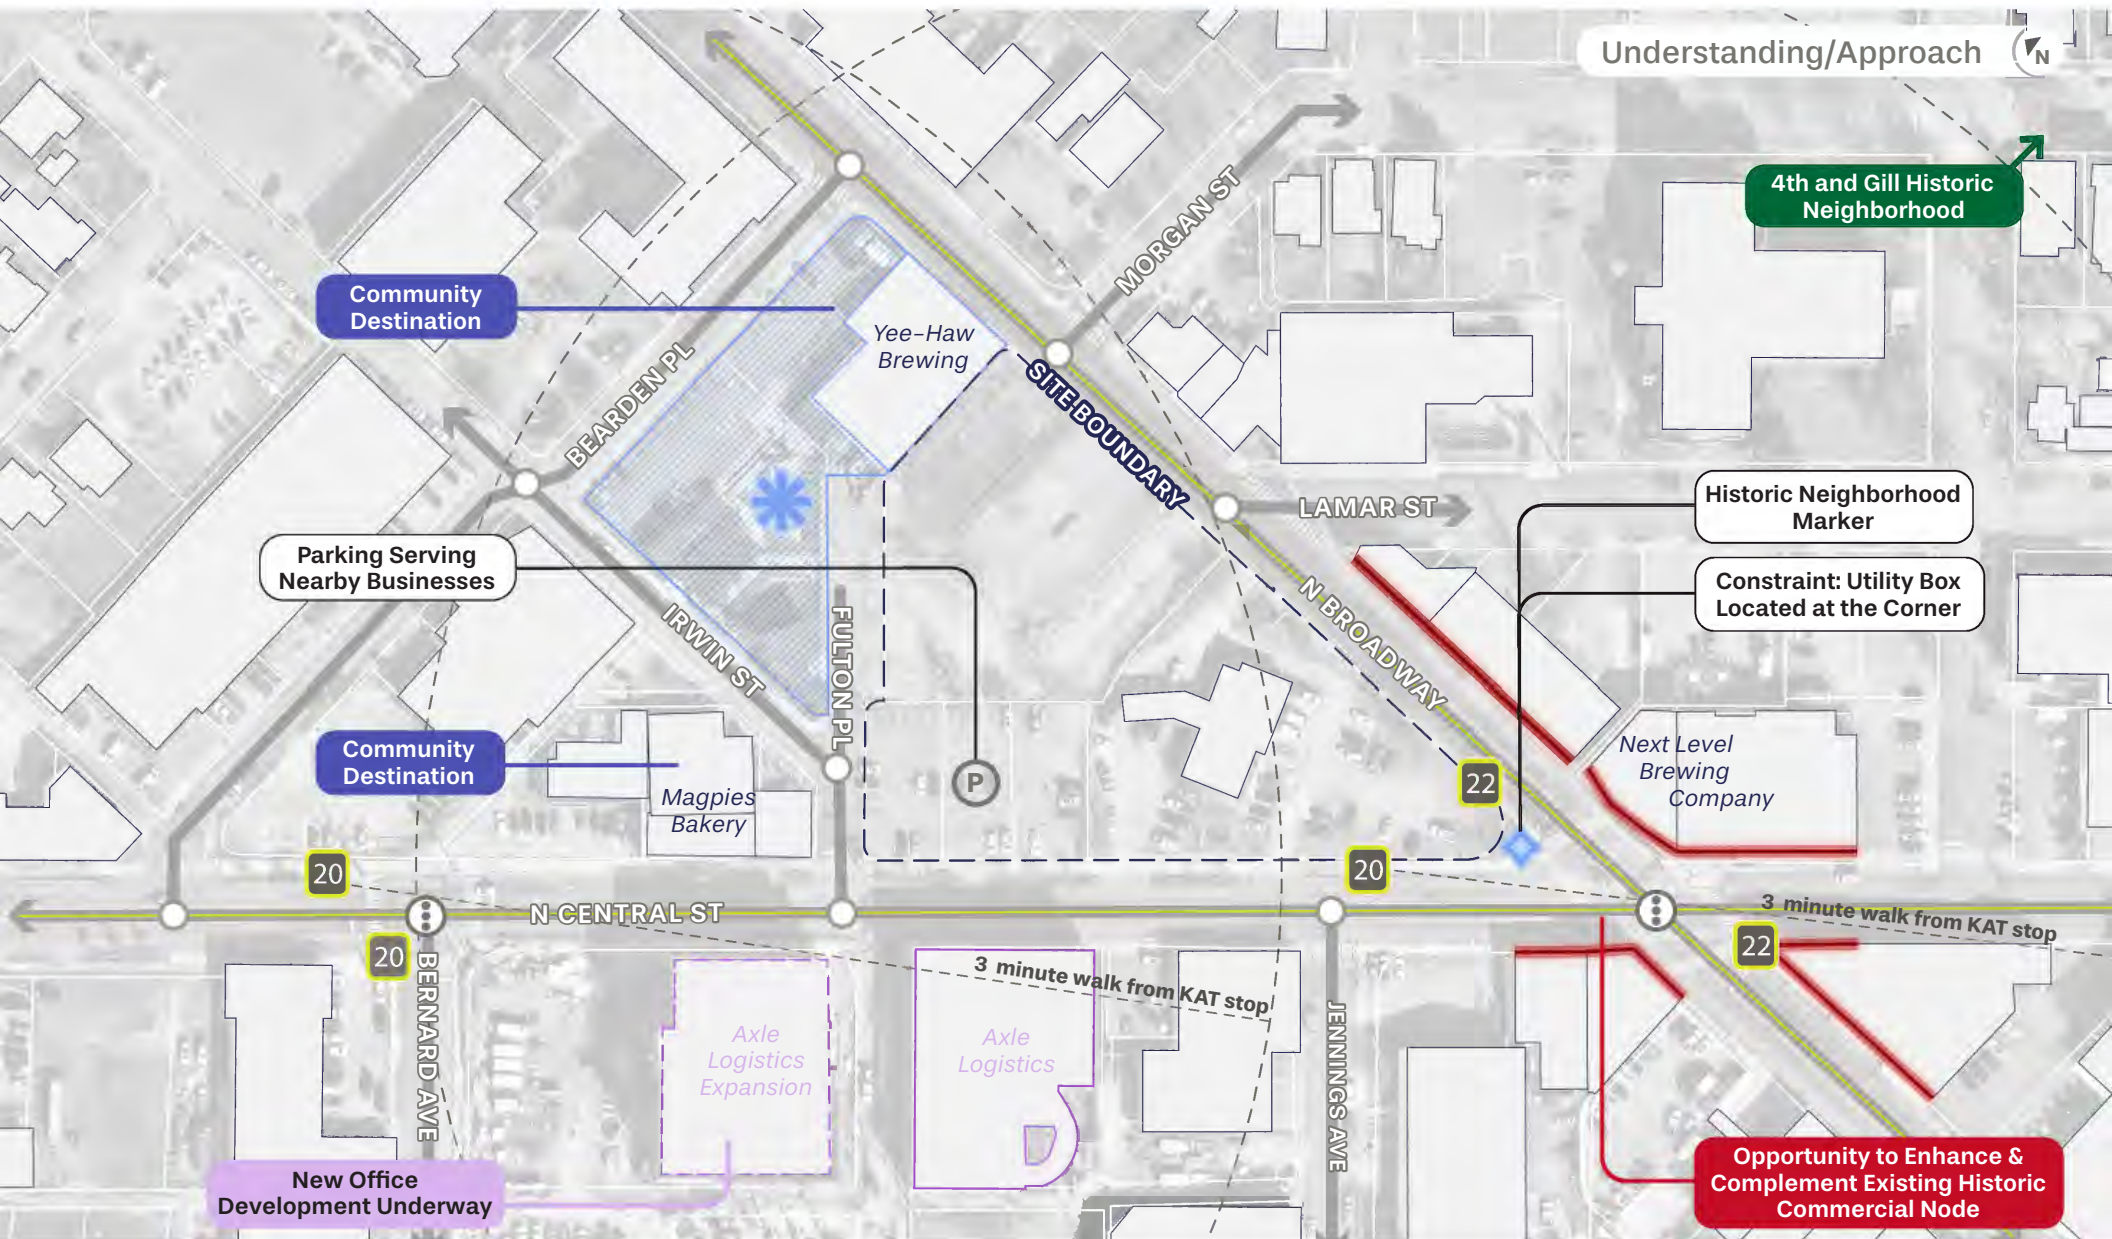 Understanding/Approach
N
4th and Gill Historic
Neighborhood
MORGAN ST
Community
Destination
Yee-Haw
Brewing
BEARDEN PL
SITE BOUNDARY
LAMAR ST
Historic Neighborhood
Marker
Parking Serving
Nearby Businesses
Constraint: Utility Box
Located at the Corner
IRWIN ST
FULTON PL
N BROADWAY
Community
Destination
Magpies
Bakery
P
22
Next Level
Brewing
Company
20
20
N CENTRAL ST
3 minute walk from KAT stop
20
22
BERNARD AVE
3 minute walk from KAT stop
Axle
Logistics
Expansion
Axle
Logistics
JENNINGS AVE
New Office
Development Underway
Opportunity to Enhance &
Complement Existing Historic
Commercial Node